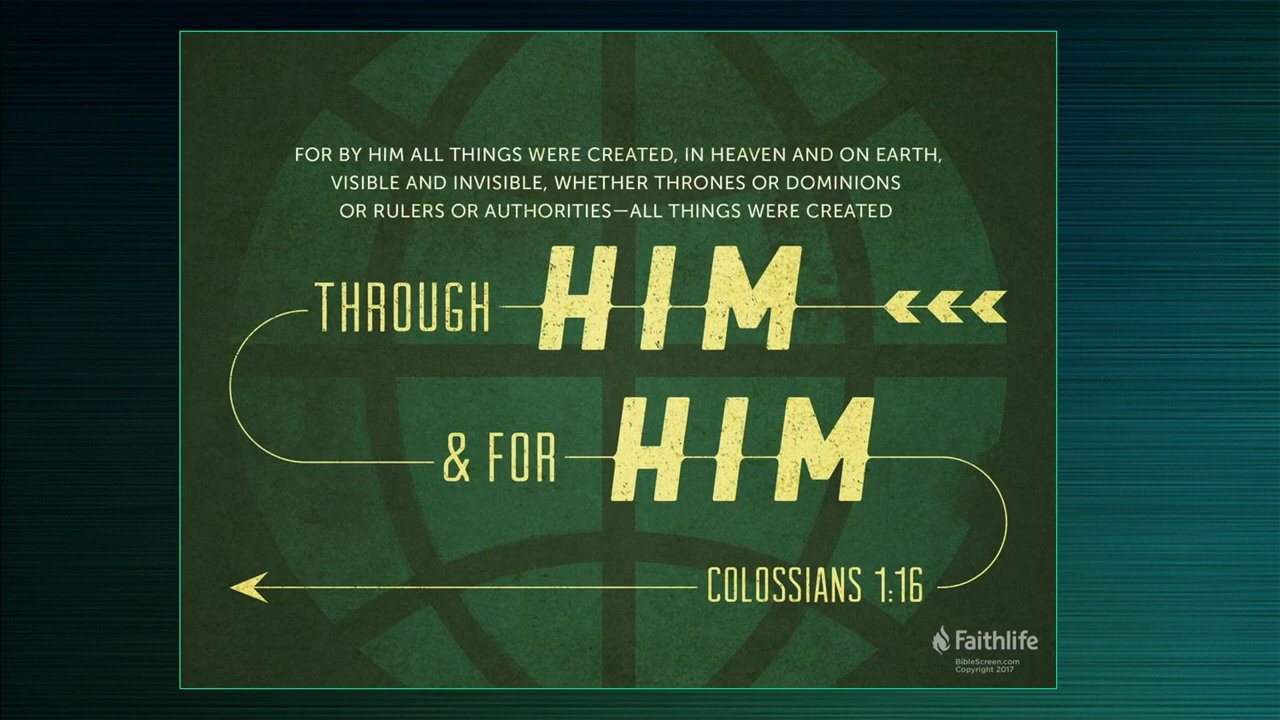 FOR BY HIM ALL THINGS WERE CREATED, IN HEAVEN AND ON EARTH,
VISIBLE AND INVISIBLE, WHETHER THRONES OR DOMINIONS
OR RULERS OR AUTHORITIES—ALL THINGS WERE CREATED
THROUGH HIM
& FOR HIM
COLOSSIANS 1:16
Faithlife
BibleScreen.com
Copyright 2017